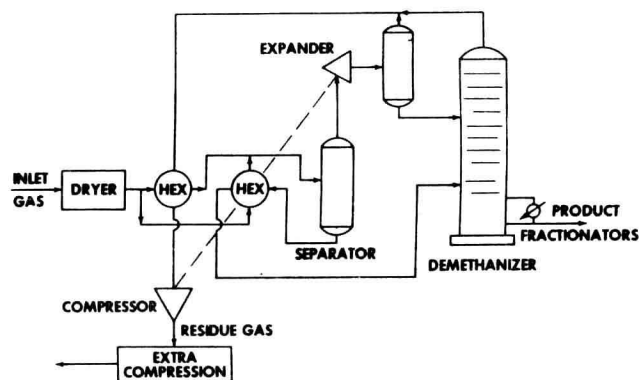 EXPANDER
INLET
GAS
DRYER
HEX
HEX
SEPARATOR
PRODUCT
FRACTIONATORS
DEMETHANIZER
COMPRESSOR
RESIDUE GAS
EXTRA
COMPRESSION